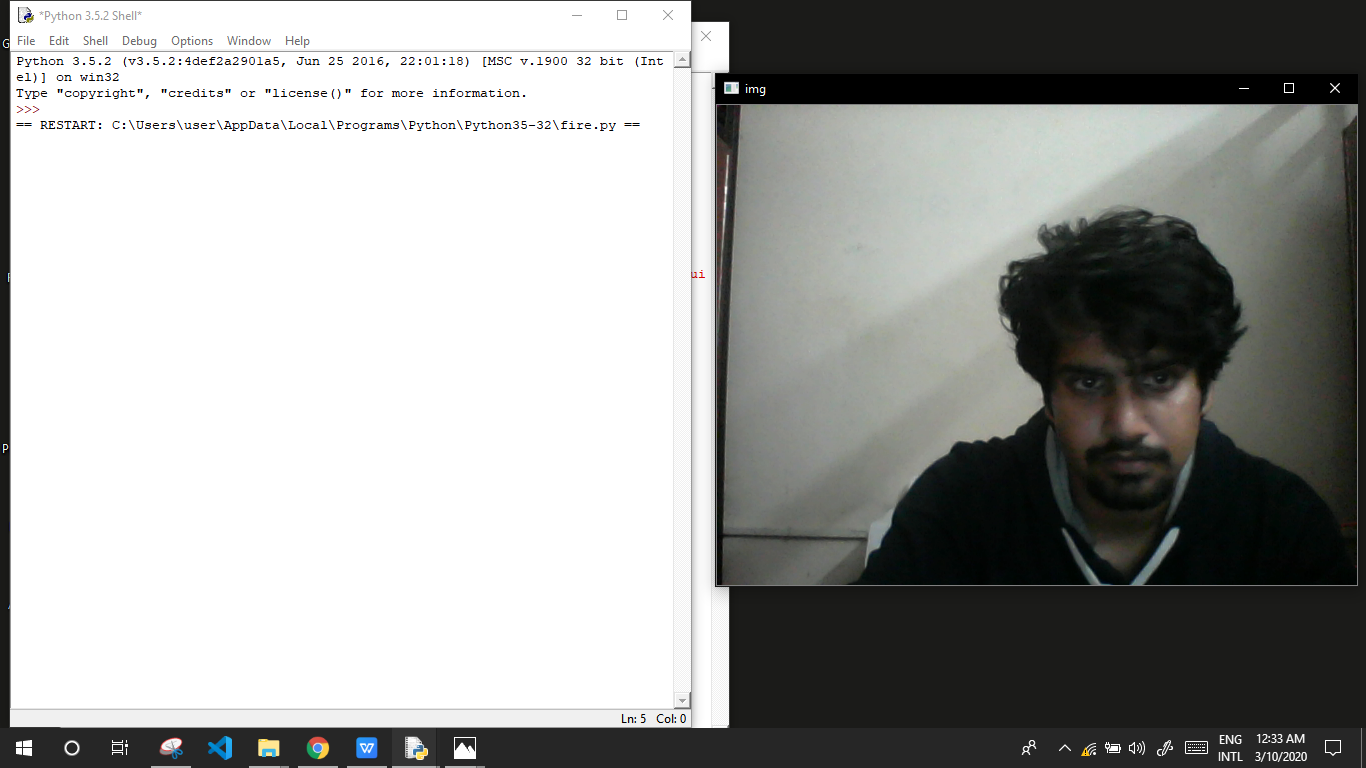 *Python 3.5.2 Shell*
File Edit Shell Debug Options Window Help
Python 3.5.2 (v3.5.2:4def2a2901a5, Jun 25 2016, 22:01:18) [MSC v.1900 32 bit (Int
el)] on win32
Type "copyright", "credits" or "license()" for more information.
>>>
== RESTART: C:\Users\user\AppData\Local\Programs\Python\Python35-32\fire.py ==
Ln: 5 Col: 0
ui
img
ENG
INTL
12:33 AM
3/10/2020